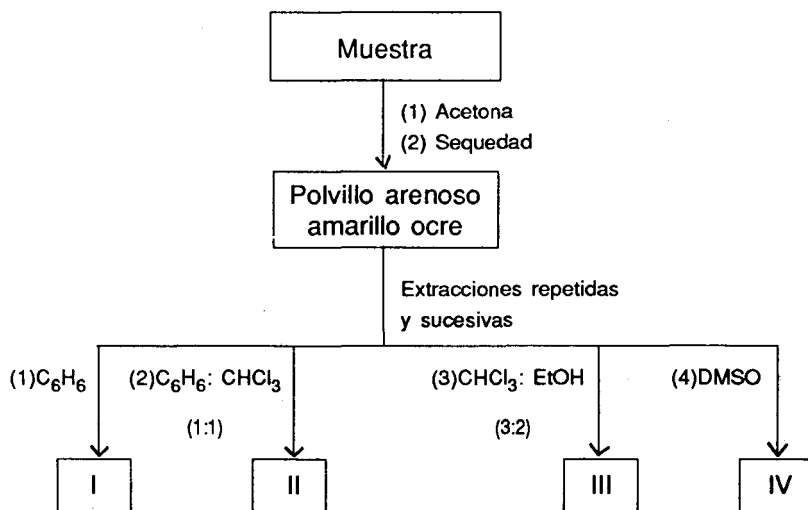 Muestra
(1) Acetona
(2) Sequedad
Polvillo arenoso
amarillo ocre
Extracciones repetidas
y sucesivas
(1)C₆H₆ (2)C₆H₆: CHCl₃ (3)CHCl₃: EtOH (4)DMSO
(1:1) (3:2)
I II III IV